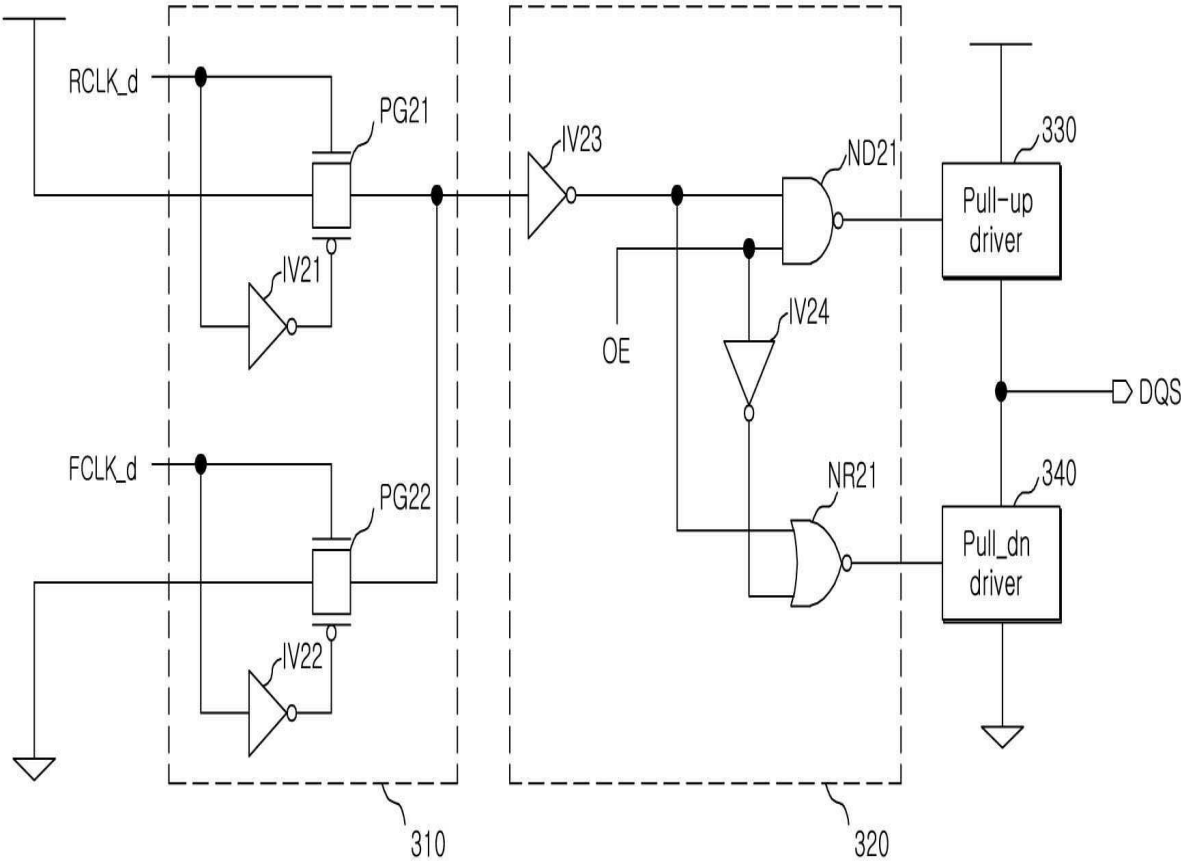 RCLK_d
PG21
IV21
FCLK_d
PG22
IV22
310
IV23
ND21
OE
IV24
NR21
320
330
Pull-up
driver
DQS
340
Pull_dn
driver